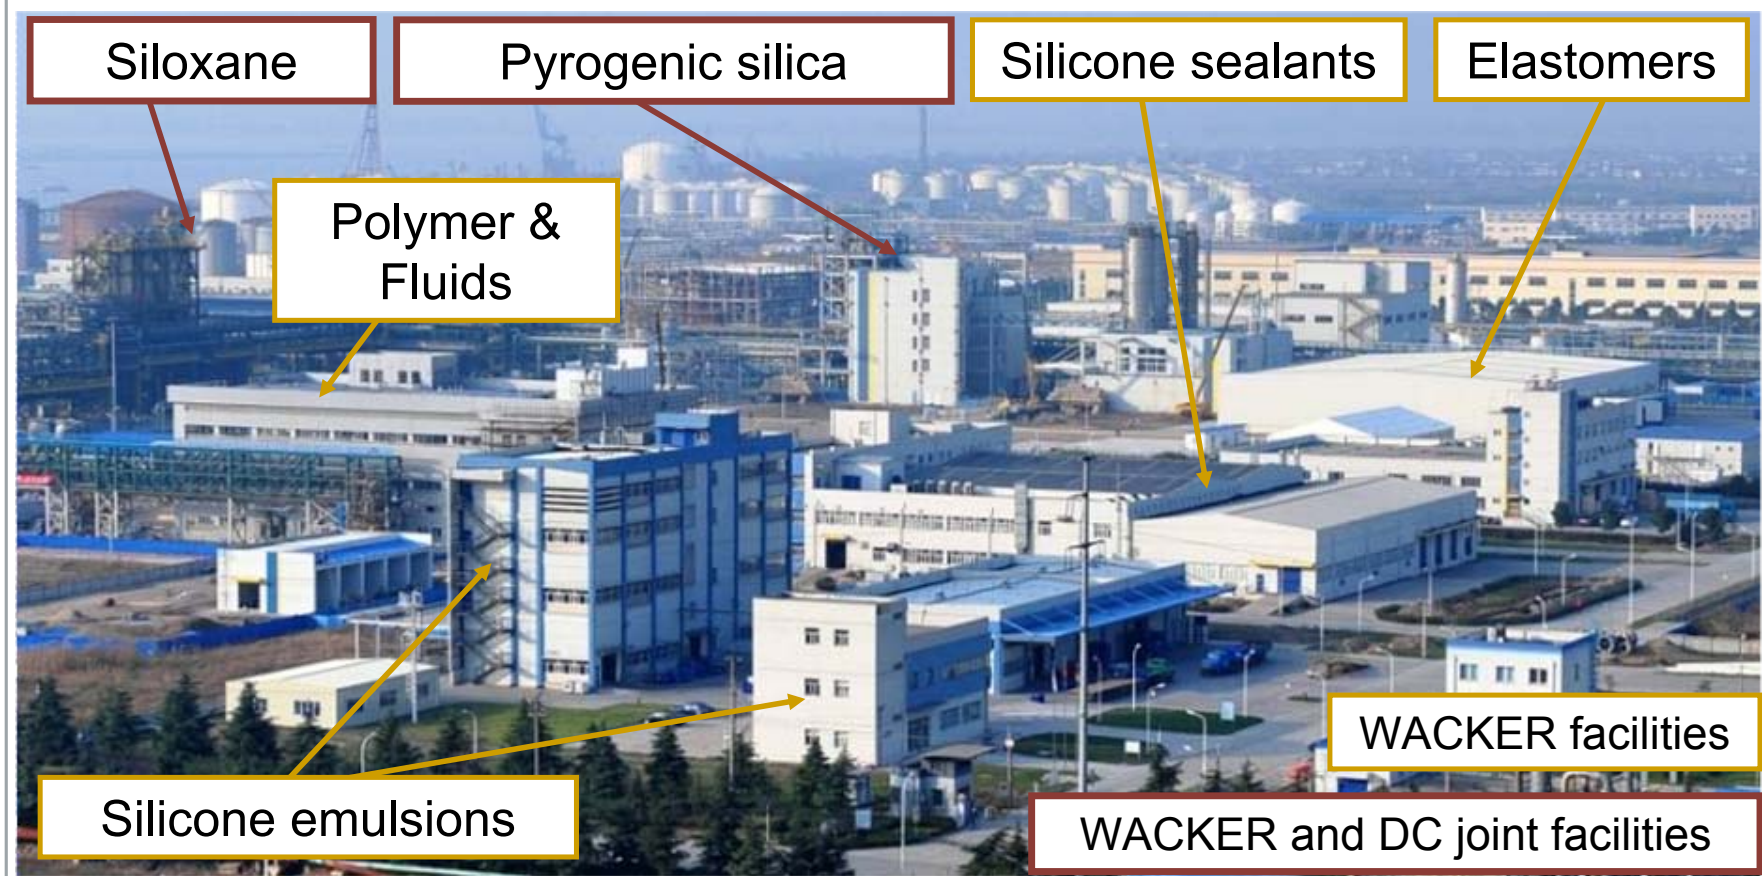 Siloxane
Pyrogenic silica
Silicone sealants
Elastomers
Polymer &
Fluids
WACKER facilities
Silicone emulsions
WACKER and DC joint facilities